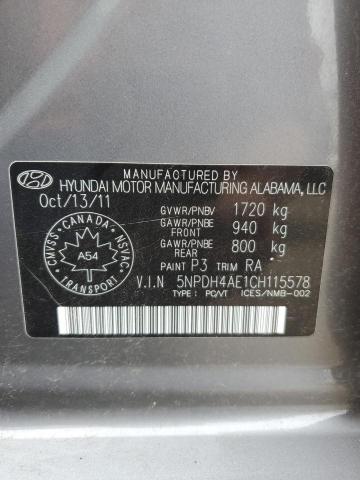 MANUFACTURED BY
HYUNDAI MOTOR MANUFACTURING ALABAMA, LLC
Oct/13/11
GVWR/PNBV 1720 kg
GAWR/PNBE FRONT 940 kg
GAWR/PNBE REAR 800 kg
PAINT P3 TRIM RA
V.I.N 5NPDH4AE1CH115578
TYPE: PC/VT ICES/NMB-002
CANADA
CMVSS NSVAC
A54
TRANSPORT